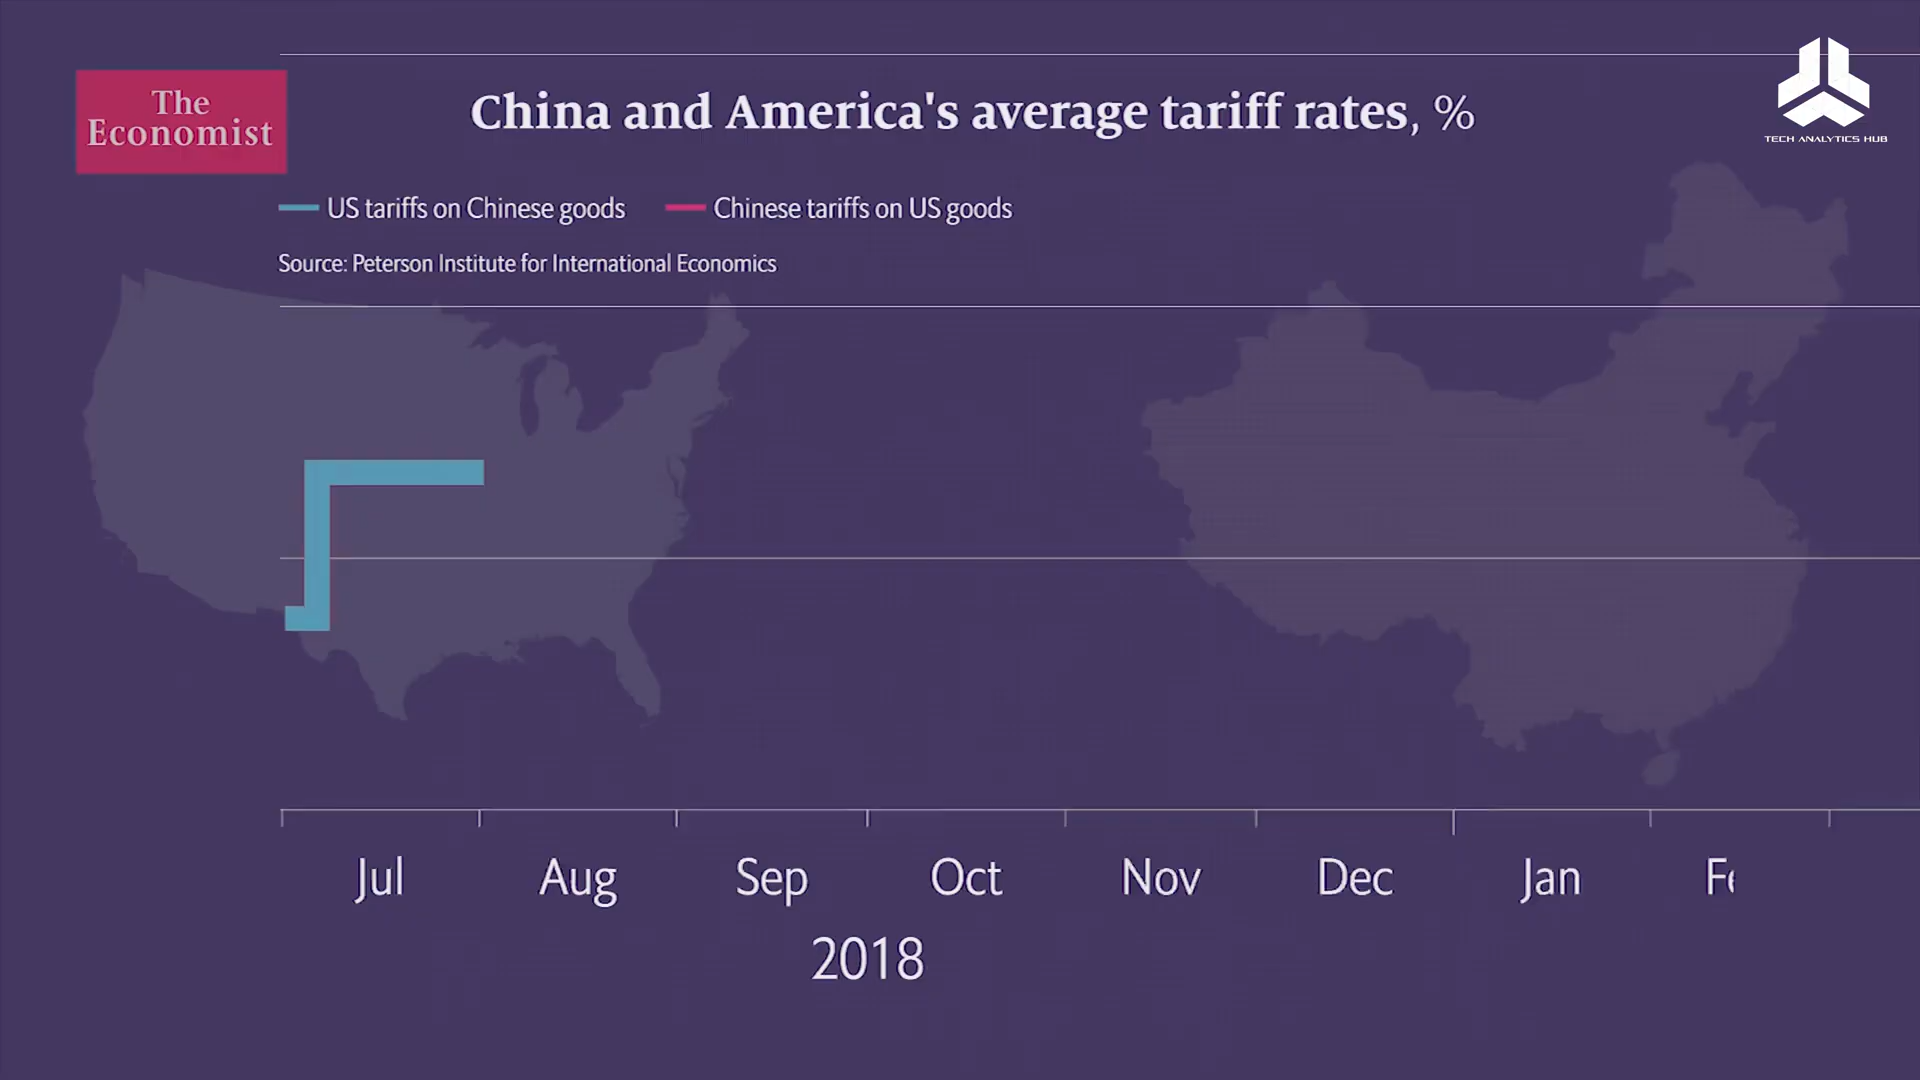 The
Economist
China and America's average tariff rates, %
TECH ANALYTICS HUB
US tariffs on Chinese goods
Chinese tariffs on US goods
Source: Peterson Institute for International Economics
Jul Aug Sep Oct Nov Dec Jan
2018